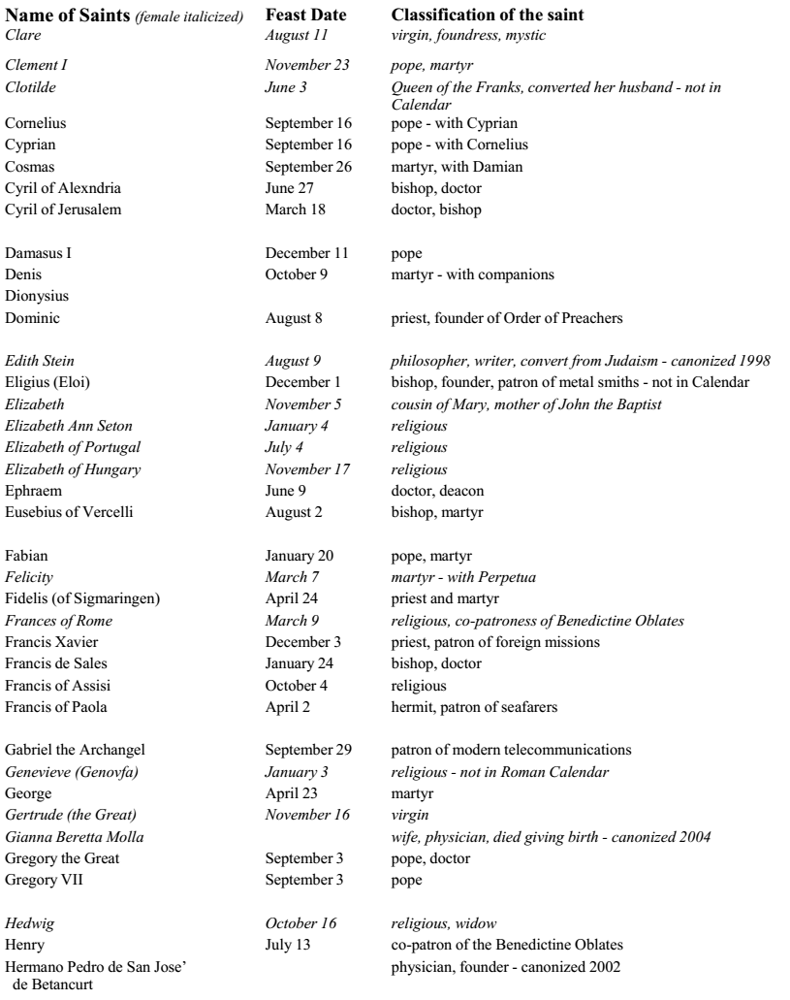 Name of Saints (female italicized) Feast Date Classification of the saint
Clare August 11 virgin, foundress, mystic
Clement I November 23 pope, martyr
Clotilde June 3 Queen of the Franks, converted her husband - not in
Calendar
Cornelius September 16 pope - with Cyprian
Cyprian September 16 pope - with Cornelius
Cosmas September 26 martyr, with Damian
Cyril of Alexndria June 27 bishop, doctor
Cyril of Jerusalem March 18 doctor, bishop
Damasus I December 11 pope
Denis October 9 martyr - with companions
Dionysius
Dominic August 8 priest, founder of Order of Preachers
Edith Stein August 9 philosopher, writer, convert from Judaism - canonized 1998
Eligius (Eloi) December 1 bishop, founder, patron of metal smiths - not in Calendar
Elizabeth November 5 cousin of Mary, mother of John the Baptist
Elizabeth Ann Seton January 4 religious
Elizabeth of Portugal July 4 religious
Elizabeth of Hungary November 17 religious
Ephraem June 9 doctor, deacon
Eusebius of Vercelli August 2 bishop, martyr
Fabian January 20 pope, martyr
Felicity March 7 martyr - with Perpetua
Fidelis (of Sigmaringen) April 24 priest and martyr
Frances of Rome March 9 religious, co-patroness of Benedictine Oblates
Francis Xavier December 3 priest, patron of foreign missions
Francis de Sales January 24 bishop, doctor
Francis of Assisi October 4 religious
Francis of Paola April 2 hermit, patron of seafarers
Gabriel the Archangel September 29 patron of modern telecommunications
Genevieve (Genovfa) January 3 religious - not in Roman Calendar
George April 23 martyr
Gertrude (the Great) November 16 virgin
Gianna Beretta Molla wife, physician, died giving birth - canonized 2004
Gregory the Great September 3 pope, doctor
Gregory VII September 3 pope
Hedwig October 16 religious, widow
Henry July 13 co-patron of the Benedictine Oblates
Hermano Pedro de San Jose’ physician, founder - canonized 2002
de Betancurt